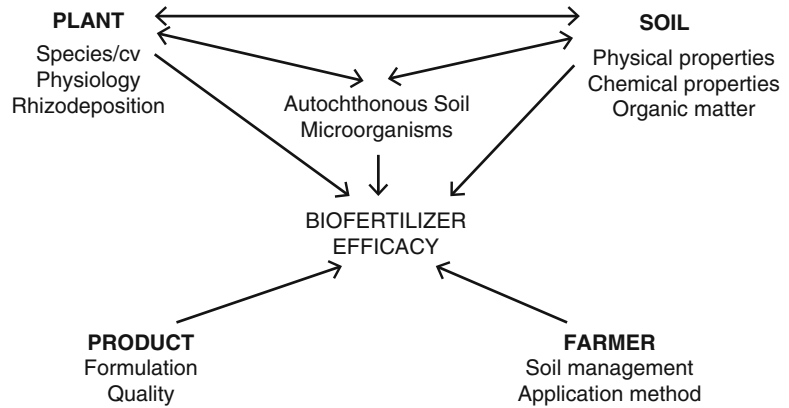 PLANT
Species/cv
Physiology
Rhizodeposition
SOIL
Physical properties
Chemical properties
Organic matter
Autochthonous Soil
Microorganisms
BIOFERTILIZER
EFFICACY
PRODUCT
Formulation
Quality
FARMER
Soil management
Application method